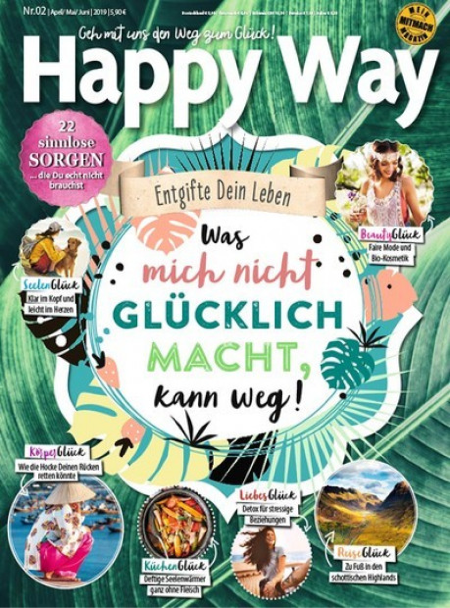 Nr.02 | April/ Mai/ Juni | 2019 | 5,90 €
MEIN
MITMACH
MAGAZIN
Geh mit uns den Weg zum Glück!
Happy Way
22
sinnlose
SORGEN
... die Du echt nicht
brauchst
Entgifte Dein Leben
Was
mich nicht
GLÜCKLICH
MACHT,
kann weg!
BeautyGlück
Faire Mode und
Bio-Kosmetik
SeelenGlück
Klar im Kopf und
leicht im Herzen
KörperGlück
Wie die Hocke Deinen Rücken
retten könnte
KüchenGlück
Deftige Seelenwärmer
ganz ohne Fleisch
LiebesGlück
Detox für stressige
Beziehungen
ReiseGlück
Zu Fuß in den
schottischen Highlands